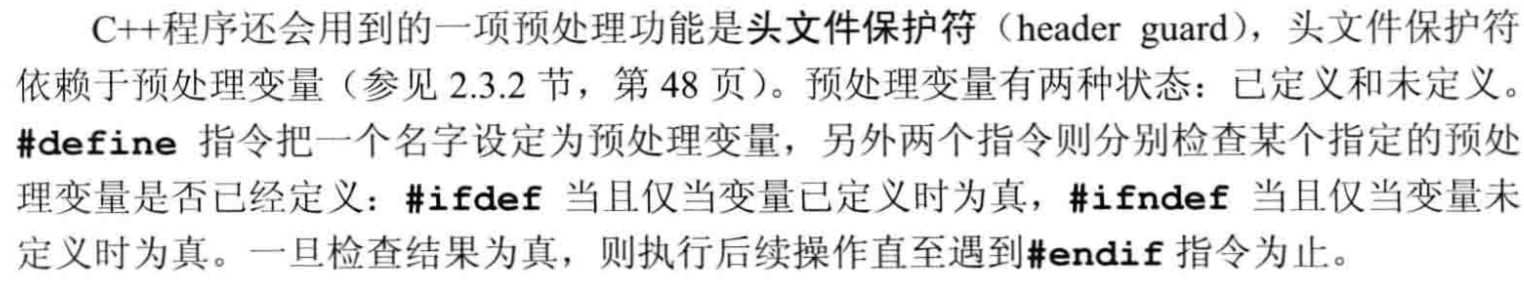 C++程序还会用到的一项预处理功能是头文件保护符（header guard），头文件保护符
依赖于预处理变量（参见 2.3.2 节，第 48 页）。预处理变量有两种状态：已定义和未定义。
#define 指令把一个名字设定为预处理变量，另外两个指令则分别检查某个指定的预处
理变量是否已经定义：#ifdef 当且仅当变量已定义时为真，#ifndef 当且仅当变量未
定义时为真。一旦检查结果为真，则执行后续操作直至遇到#endif 指令为止。